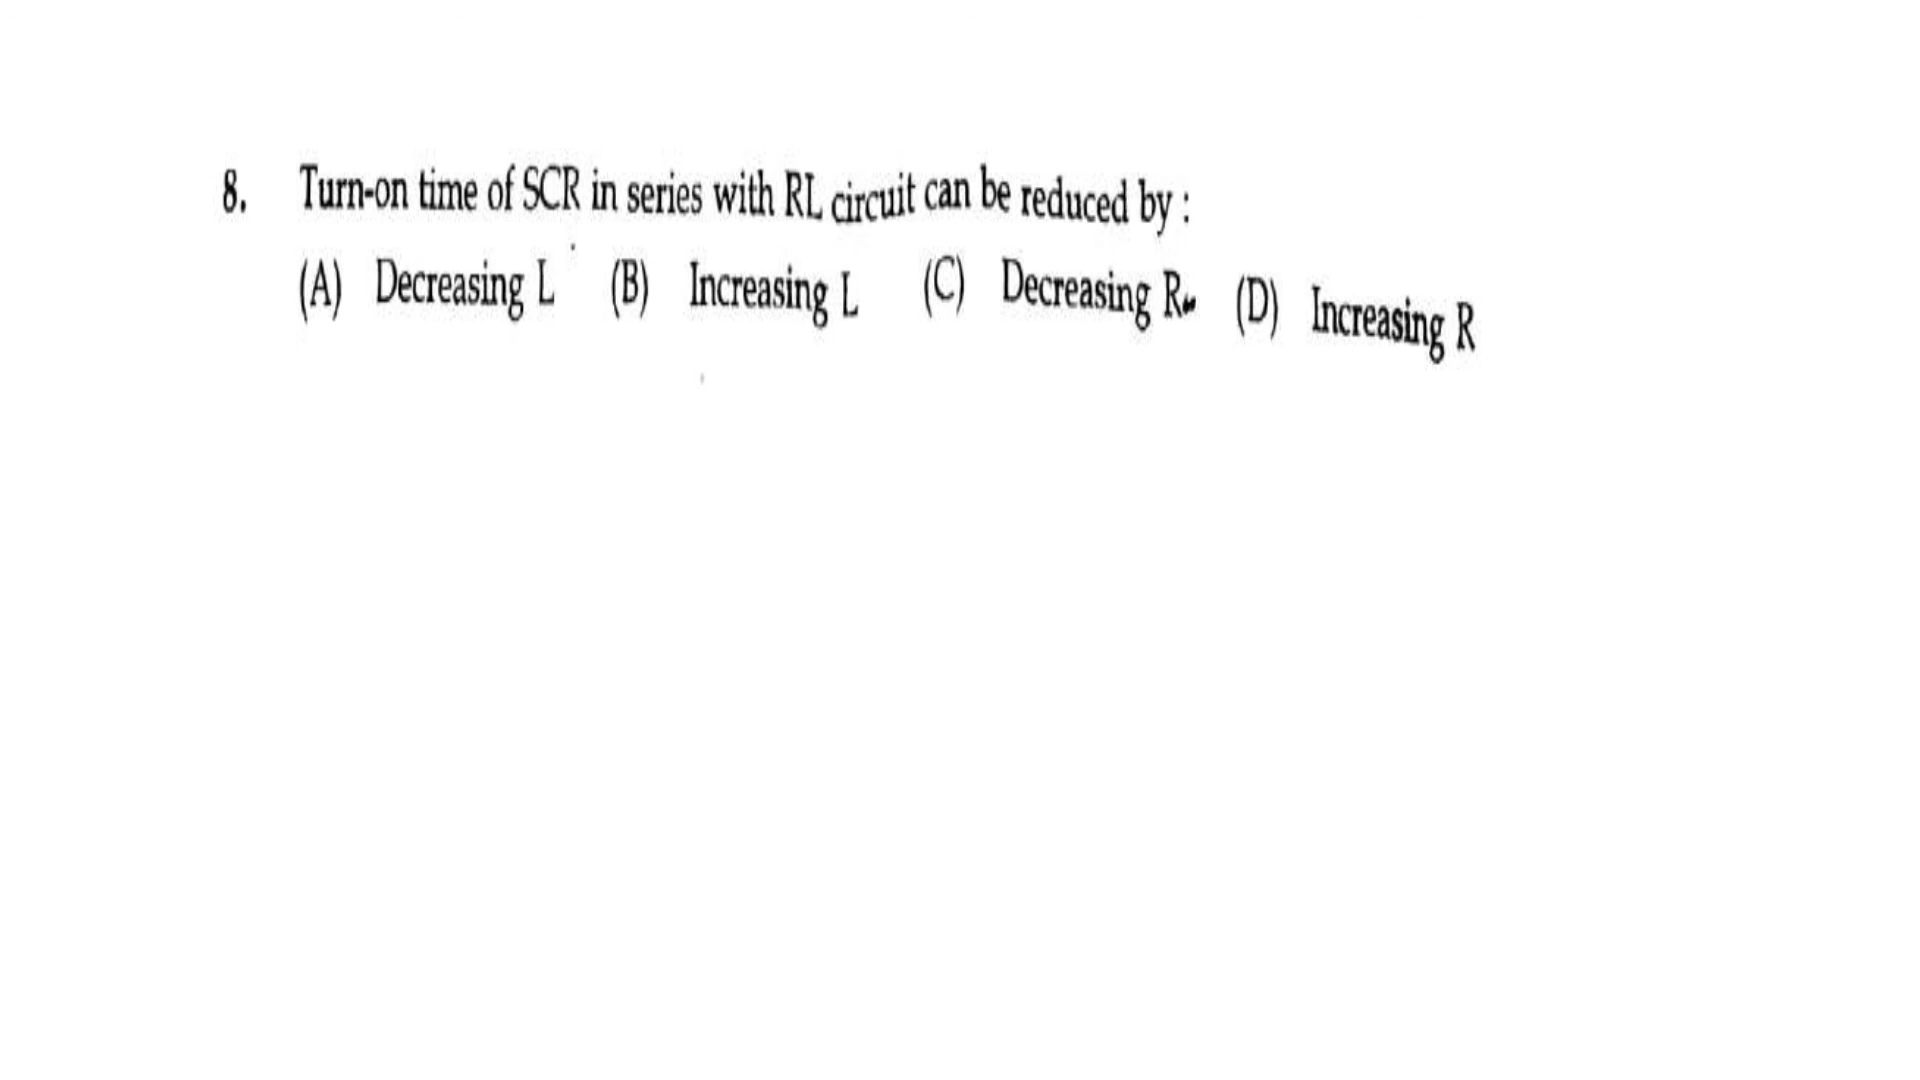 8. Turn-on time of SCR in series with RL circuit can be reduced by :
(A) Decreasing L (B) Increasing L (C) Decreasing R (D) Increasing R